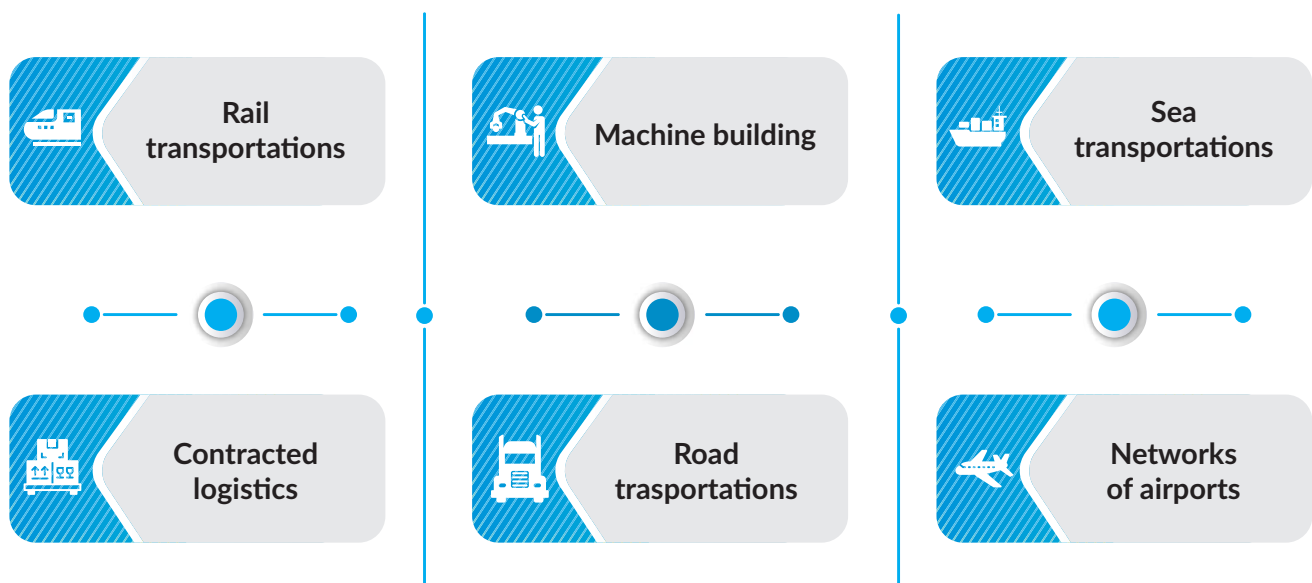 Rail
transportations
Machine building
Sea
transportations
Contracted
logistics
Road
trasportations
Networks
of airports